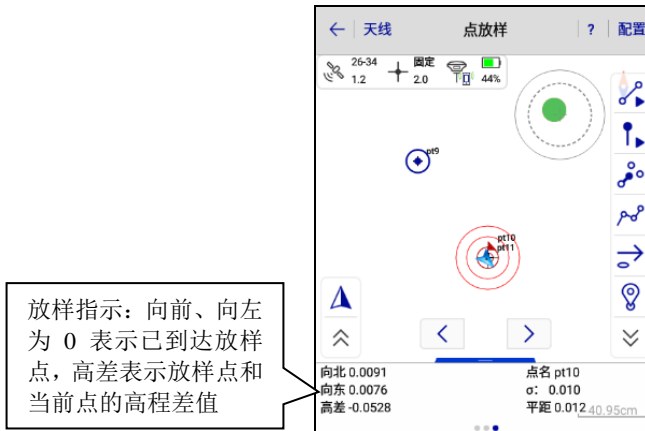 天线 点放样 ? 配置
26-34 固定
1.2 2.0 44%
pt9
pt10
pt11
放样指示：向前、向左
为 0 表示已到达放样
点，高差表示放样点和
当前点的高程差值
向北 0.0091 点名 pt10
向东 0.0076 σ: 0.010
高差 -0.0528 平距 0.012 40.95cm